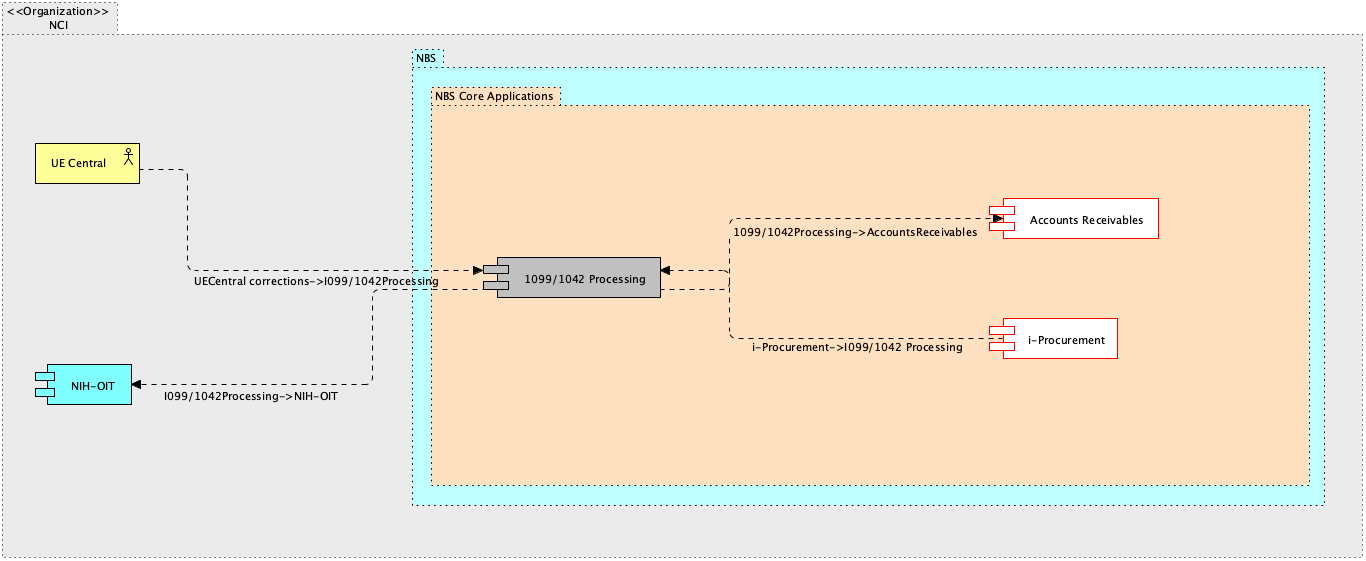 <<Organization>>
NCI
NBS
NBS Core Applications
UE Central
Accounts Receivables
1099/1042Processing->AccountsReceivables
1099/1042 Processing
UECentral corrections->I099/1042Processing
i-Procurement
i-Procurement->I099/1042 Processing
NIH-OIT
I099/1042Processing->NIH-OIT